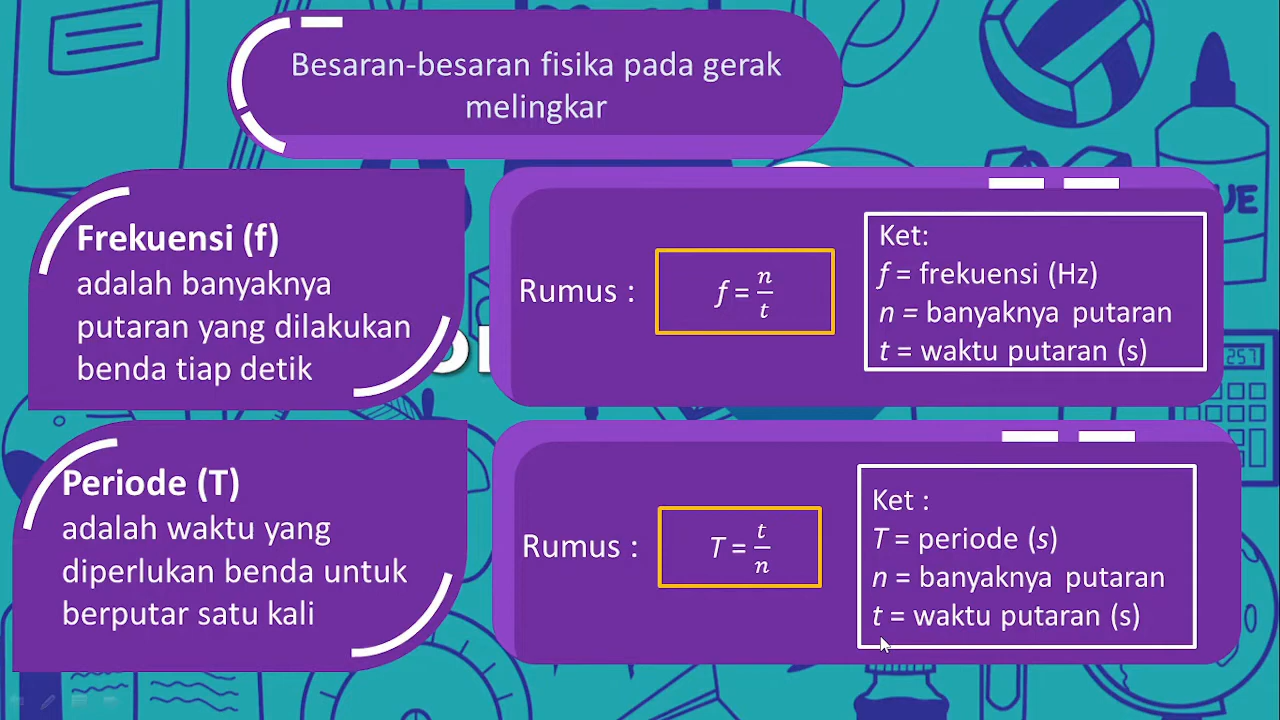 Besaran-besaran fisika pada gerak
melingkar
Frekuensi (f)
adalah banyaknya
putaran yang dilakukan
benda tiap detik
Rumus :
f = n/t
Ket:
f = frekuensi (Hz)
n = banyaknya putaran
t = waktu putaran (s)
Periode (T)
adalah waktu yang
diperlukan benda untuk
berputar satu kali
Rumus :
T = t/n
Ket :
T = periode (s)
n = banyaknya putaran
t = waktu putaran (s)
257